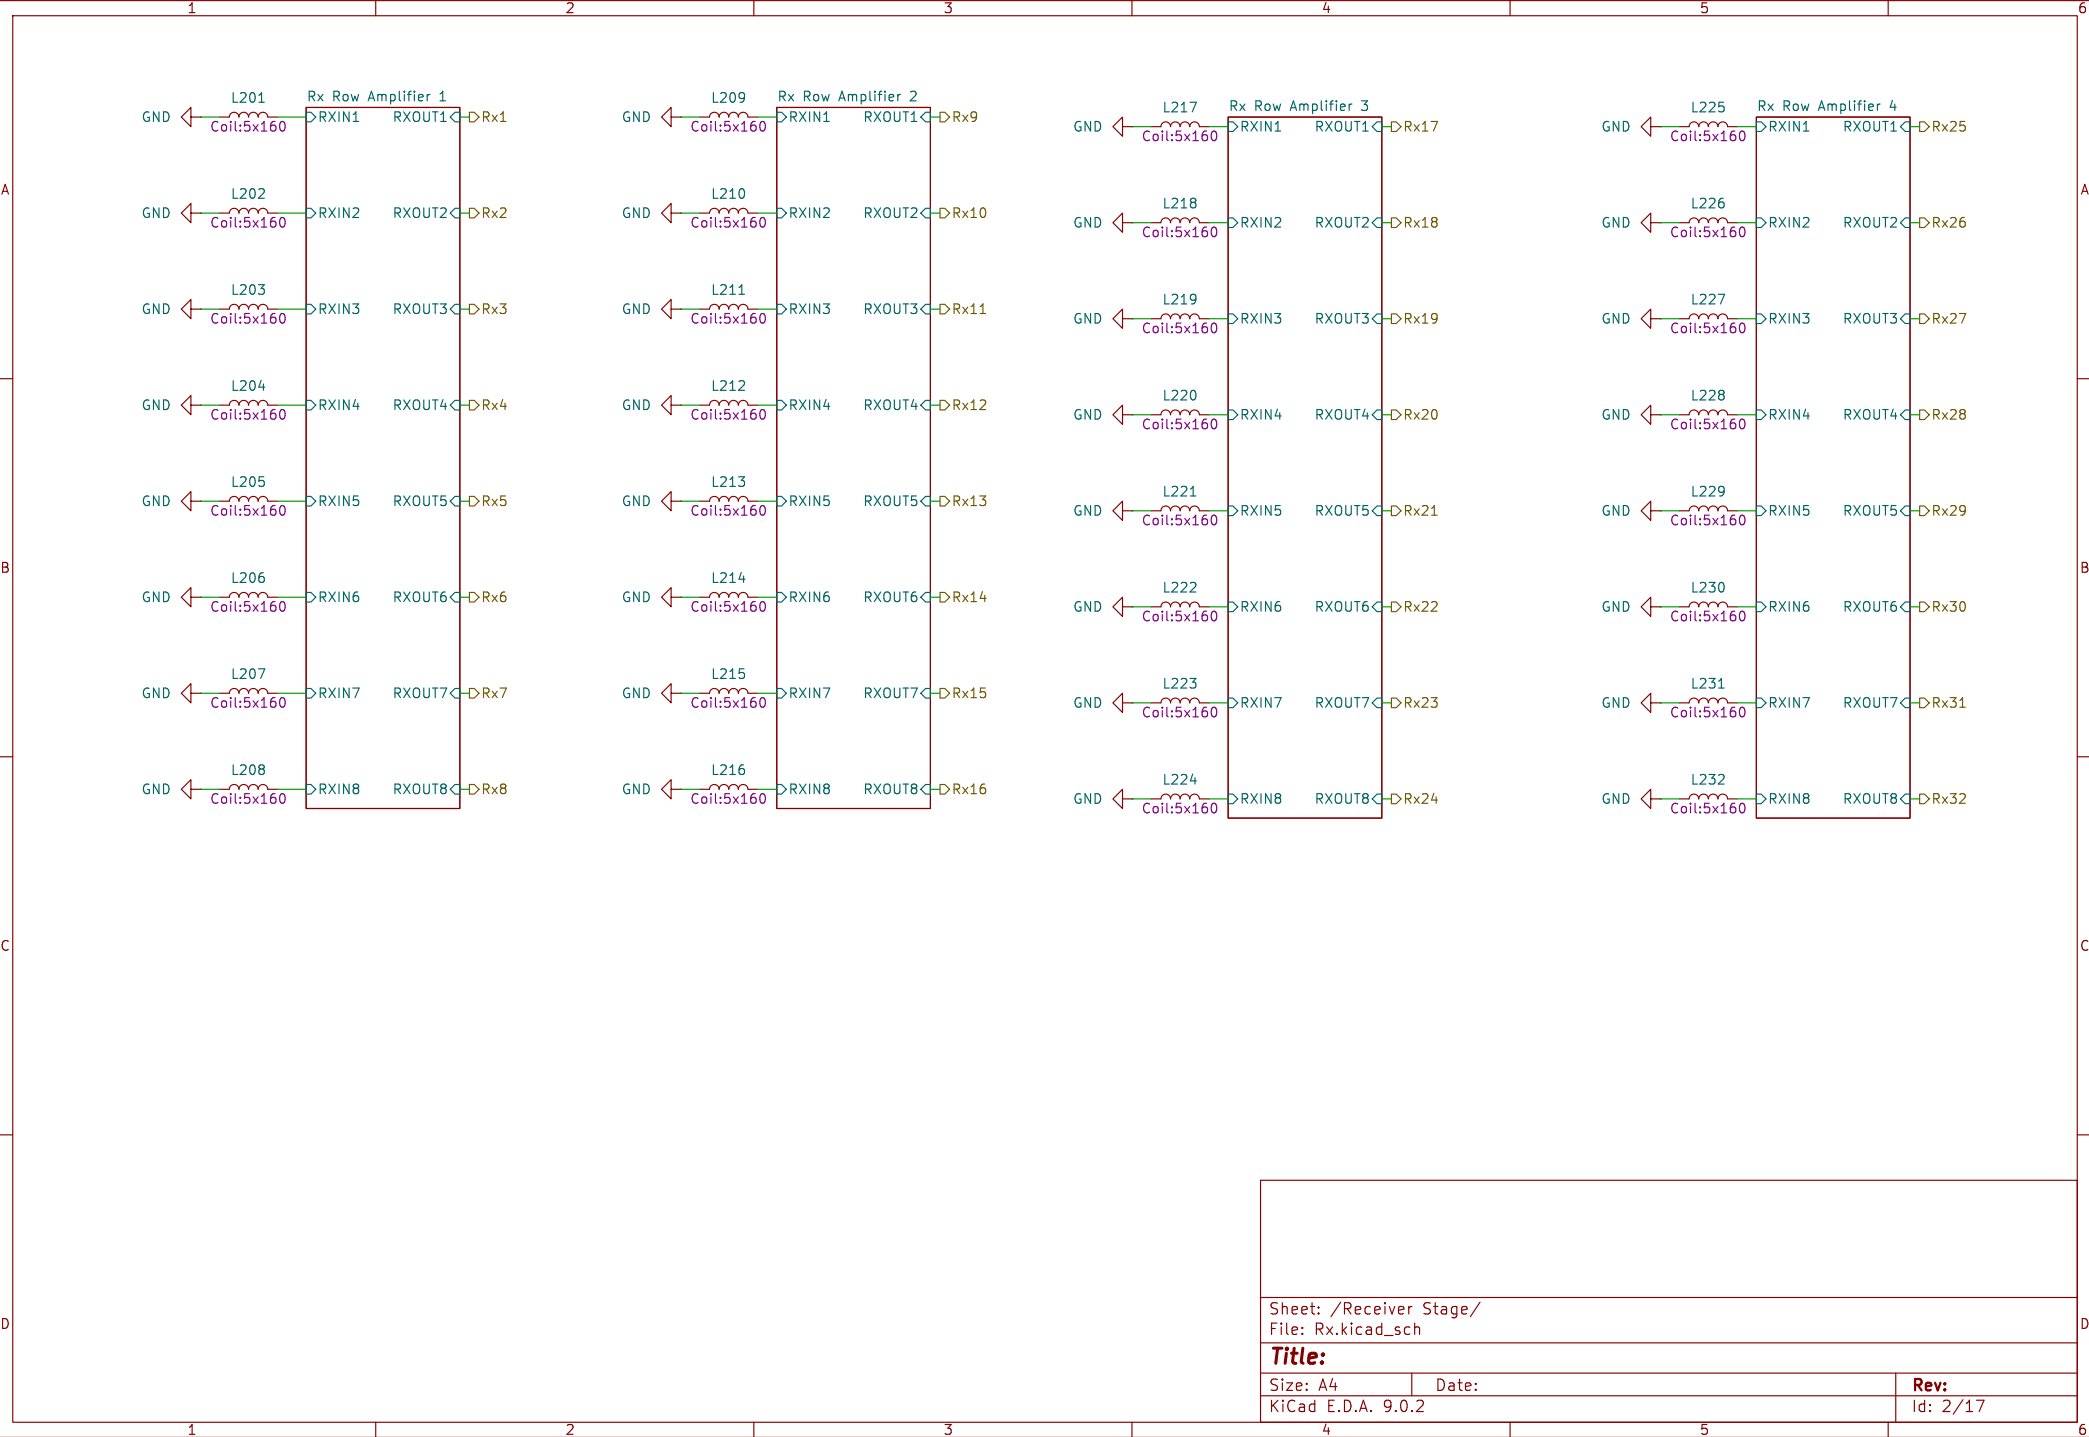 1 2 3 4 5 6
Rx Row Amplifier 1
L201
GND Coil:5x160 RXIN1 RXOUT1 Rx1
L202
GND Coil:5x160 RXIN2 RXOUT2 Rx2
L203
GND Coil:5x160 RXIN3 RXOUT3 Rx3
L204
GND Coil:5x160 RXIN4 RXOUT4 Rx4
L205
GND Coil:5x160 RXIN5 RXOUT5 Rx5
L206
GND Coil:5x160 RXIN6 RXOUT6 Rx6
L207
GND Coil:5x160 RXIN7 RXOUT7 Rx7
L208
GND Coil:5x160 RXIN8 RXOUT8 Rx8
Rx Row Amplifier 2
L209
GND Coil:5x160 RXIN1 RXOUT1 Rx9
L210
GND Coil:5x160 RXIN2 RXOUT2 Rx10
L211
GND Coil:5x160 RXIN3 RXOUT3 Rx11
L212
GND Coil:5x160 RXIN4 RXOUT4 Rx12
L213
GND Coil:5x160 RXIN5 RXOUT5 Rx13
L214
GND Coil:5x160 RXIN6 RXOUT6 Rx14
L215
GND Coil:5x160 RXIN7 RXOUT7 Rx15
L216
GND Coil:5x160 RXIN8 RXOUT8 Rx16
Rx Row Amplifier 3
L217
GND Coil:5x160 RXIN1 RXOUT1 Rx17
L218
GND Coil:5x160 RXIN2 RXOUT2 Rx18
L219
GND Coil:5x160 RXIN3 RXOUT3 Rx19
L220
GND Coil:5x160 RXIN4 RXOUT4 Rx20
L221
GND Coil:5x160 RXIN5 RXOUT5 Rx21
L222
GND Coil:5x160 RXIN6 RXOUT6 Rx22
L223
GND Coil:5x160 RXIN7 RXOUT7 Rx23
L224
GND Coil:5x160 RXIN8 RXOUT8 Rx24
Rx Row Amplifier 4
L225
GND Coil:5x160 RXIN1 RXOUT1 Rx25
L226
GND Coil:5x160 RXIN2 RXOUT2 Rx26
L227
GND Coil:5x160 RXIN3 RXOUT3 Rx27
L228
GND Coil:5x160 RXIN4 RXOUT4 Rx28
L229
GND Coil:5x160 RXIN5 RXOUT5 Rx29
L230
GND Coil:5x160 RXIN6 RXOUT6 Rx30
L231
GND Coil:5x160 RXIN7 RXOUT7 Rx31
L232
GND Coil:5x160 RXIN8 RXOUT8 Rx32
A A
B B
C C
D D
Sheet: /Receiver Stage/
File: Rx.kicad_sch
Title:
Size: A4 Date: Rev:
KiCad E.D.A. 9.0.2 Id: 2/17
1 2 3 4 5 6